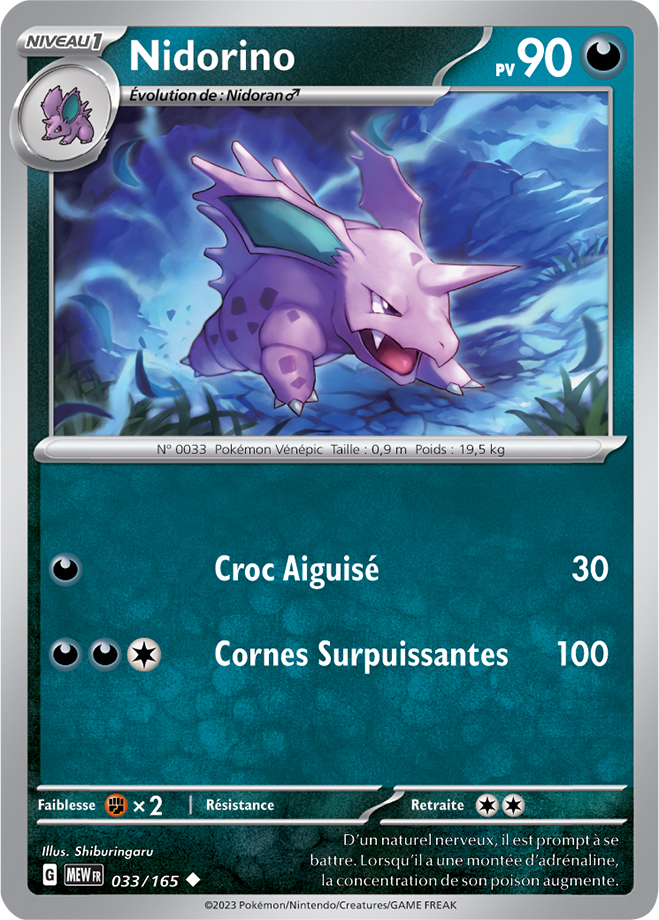 NIVEAU 1
Nidorino
PV 90
Évolution de : Nidoran♂
N° 0033 Pokémon Vénépic Taille : 0,9 m Poids : 19,5 kg
Croc Aiguisé 30
Cornes Surpuissantes 100
Faiblesse ×2 Résistance Retraite
Illus. Shiburingaru
G MEW FR 033/165
D'un naturel nerveux, il est prompt à se
battre. Lorsqu'il a une montée d'adrénaline,
la concentration de son poison augmente.
©2023 Pokémon/Nintendo/Creatures/GAME FREAK